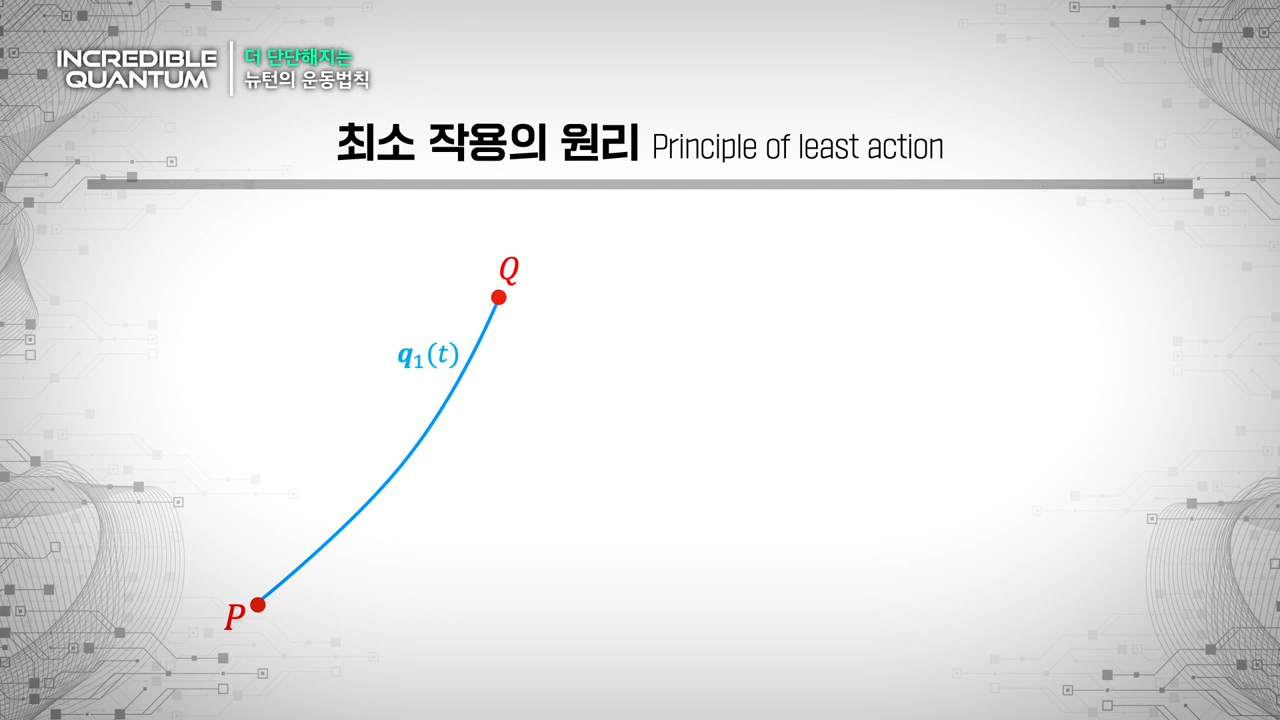 INCREDIBLE
QUANTUM
더 단단해지는
뉴턴의 운동법칙
최소 작용의 원리 Principle of least action
Q
q₁(t)
P